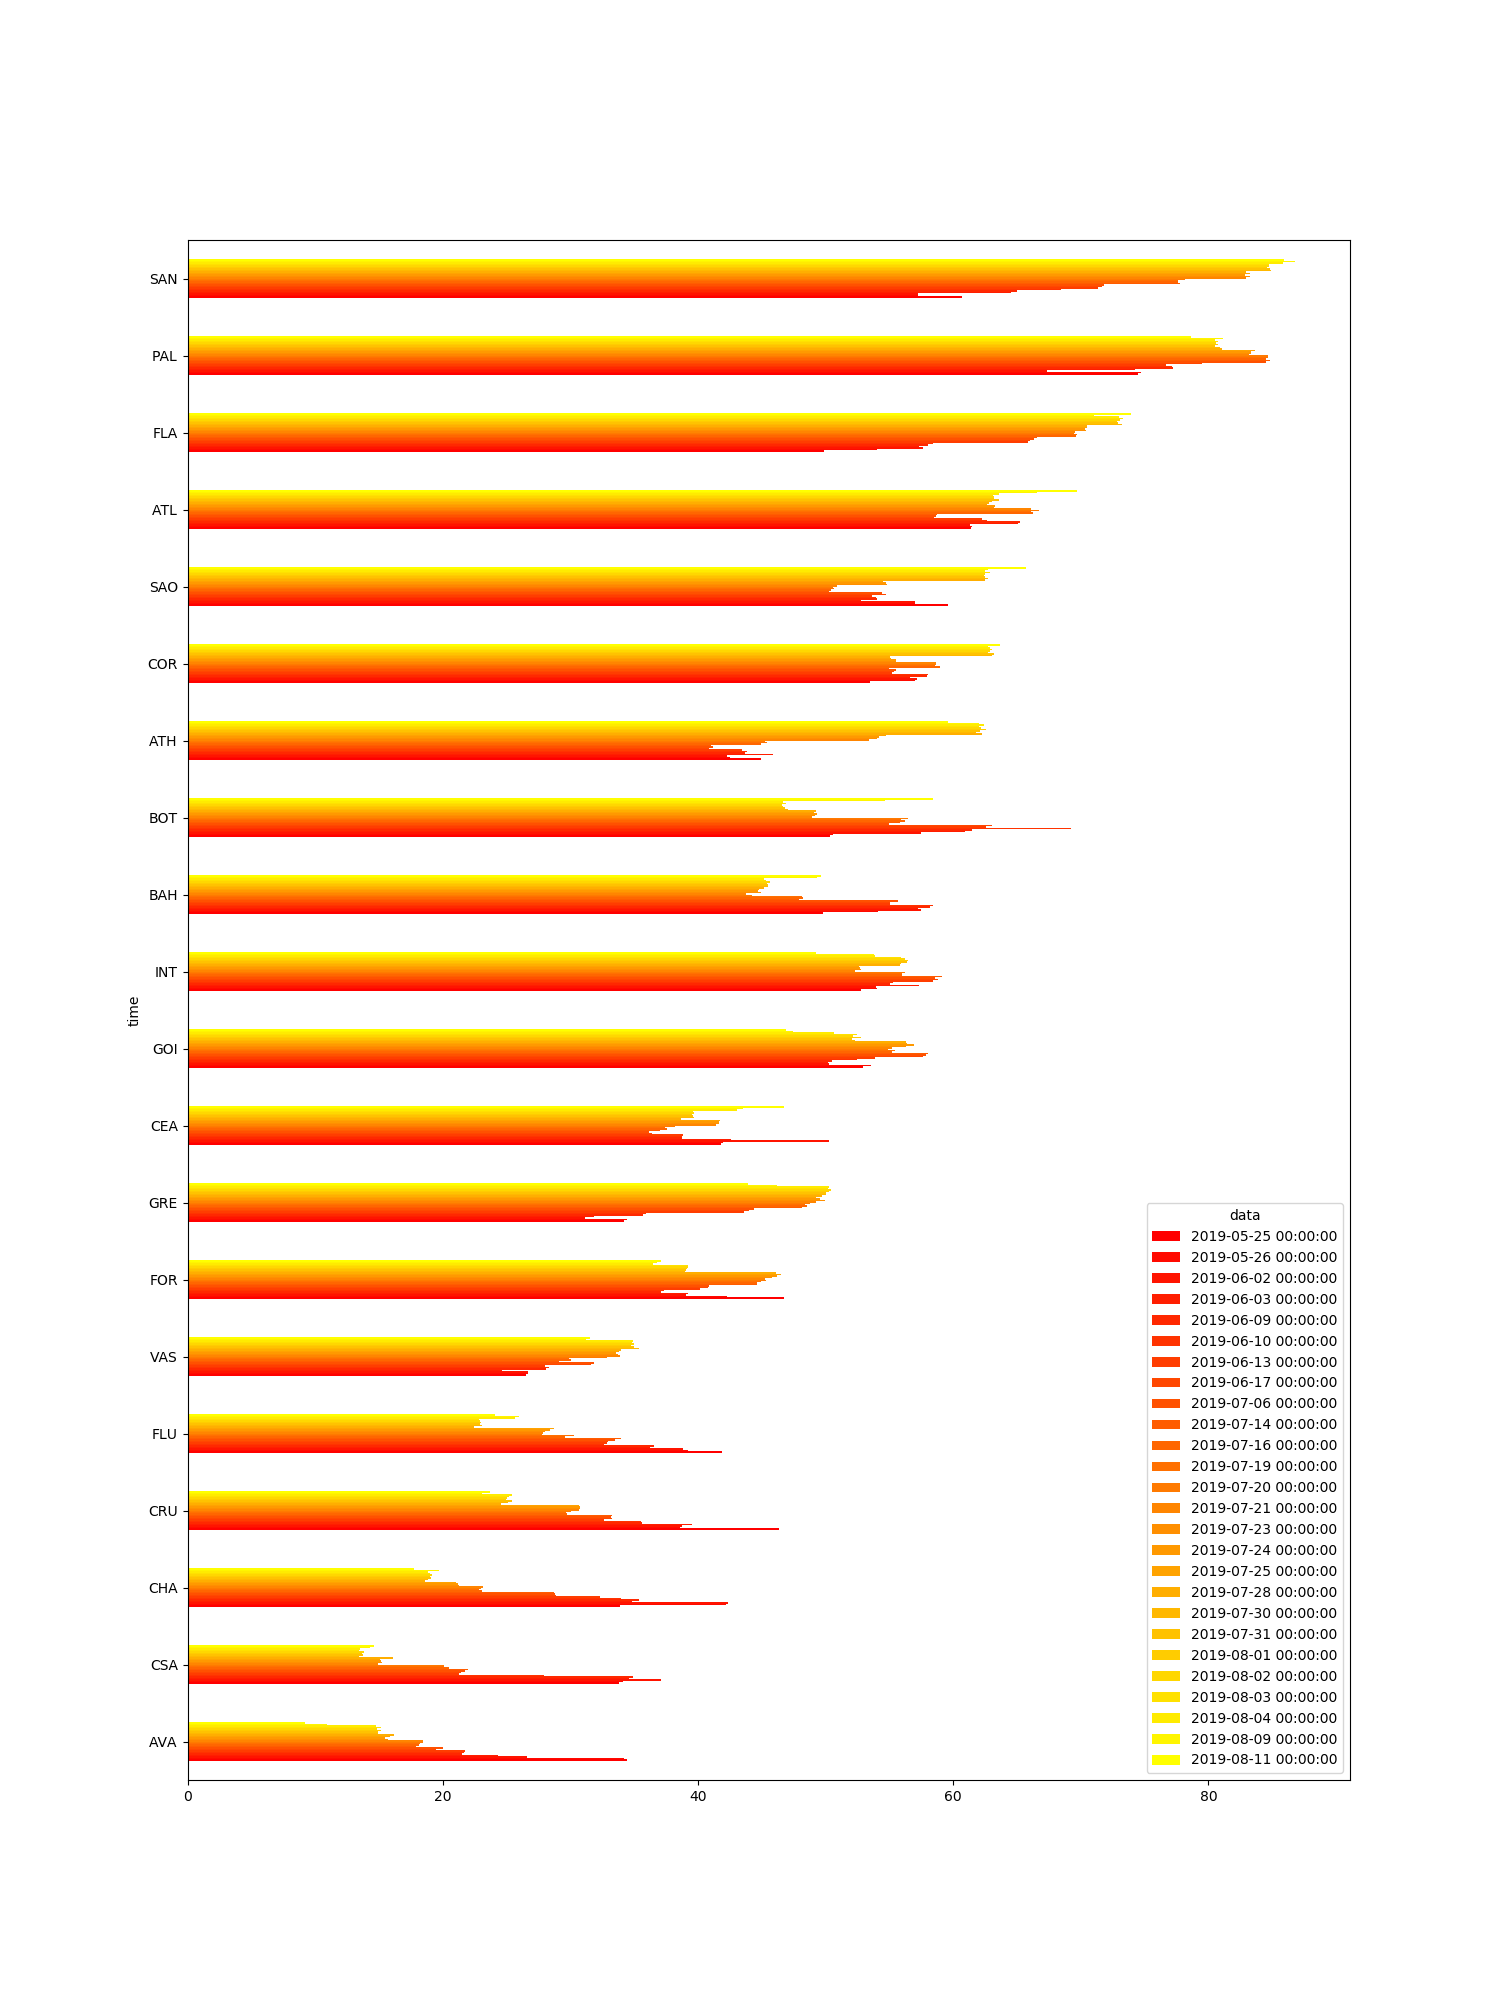 SAN
PAL
FLA
ATL
SAO
COR
ATH
BOT
BAH
INT
time
GOI
CEA
GRE
FOR
VAS
FLU
CRU
CHA
CSA
AVA
data
2019-05-25 00:00:00
2019-05-26 00:00:00
2019-06-02 00:00:00
2019-06-03 00:00:00
2019-06-09 00:00:00
2019-06-10 00:00:00
2019-06-13 00:00:00
2019-06-17 00:00:00
2019-07-06 00:00:00
2019-07-14 00:00:00
2019-07-16 00:00:00
2019-07-19 00:00:00
2019-07-20 00:00:00
2019-07-21 00:00:00
2019-07-23 00:00:00
2019-07-24 00:00:00
2019-07-25 00:00:00
2019-07-28 00:00:00
2019-07-30 00:00:00
2019-07-31 00:00:00
2019-08-01 00:00:00
2019-08-02 00:00:00
2019-08-03 00:00:00
2019-08-04 00:00:00
2019-08-09 00:00:00
2019-08-11 00:00:00
0 20 40 60 80